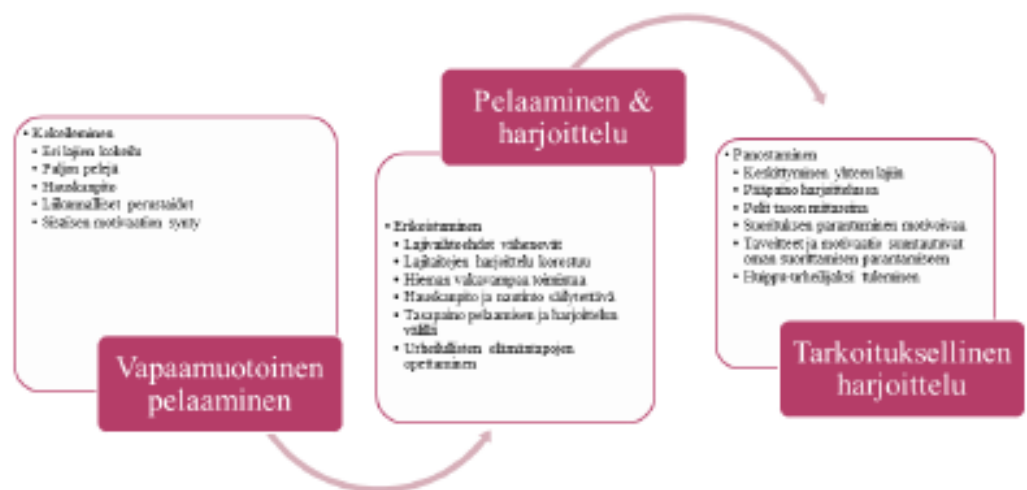 • Kokeileminen
• Eri lajien kokeilu
• Paljon pelejä
• Hauskanpito
• Liikunnalliset perustaidot
• Sisäisen motivaation synty
Vapaamuotoinen
pelaaminen
Pelaaminen &
harjoittelu
• Erikoistuminen
• Lajivaihtoehdot vähenevät
• Lajitaitojen harjoittelu korostuu
• Hieman vakavampaa toimintaa
• Hauskanpito ja nautinto säilytettävä
• Tasapaino pelaamisen ja harjoittelun
välillä
• Urheilullisten elämäntapojen
opettaminen
• Panostaminen
• Keskittyminen yhteen lajiin
• Pääpaino harjoittelussa
• Pelit tason mittareina
• Suorituksen parantaminen motivoivaa
• Tavoitteet ja motivaatio suuntautuvat
oman suorittamisen parantamiseen
• Huippu-urheilijaksi tuleminen
Tarkoituksellinen
harjoittelu